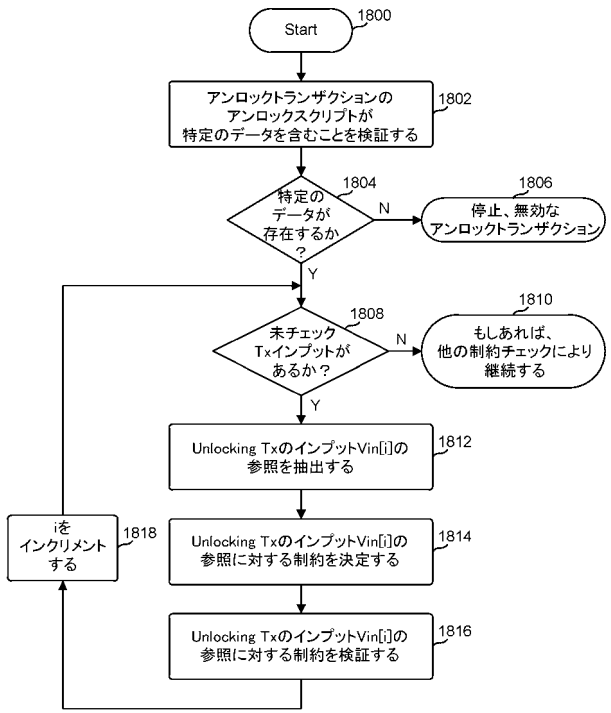 Start
1800
アンロックトランザクションの
アンロックスクリプトが
特定のデータを含むことを検証する
1802
特定の
データが
存在するか
?
1804
N
Y
停止、無効な
アンロックトランザクション
1806
未チェック
Txインプットが
あるか?
1808
N
Y
もしあれば、
他の制約チェックにより
継続する
1810
Unlocking TxのインプットVin[i]の
参照を抽出する
1812
Unlocking TxのインプットVin[i]の
参照に対する制約を決定する
1814
Unlocking TxのインプットVin[i]の
参照に対する制約を検証する
1816
iを
インクリメント
する
1818